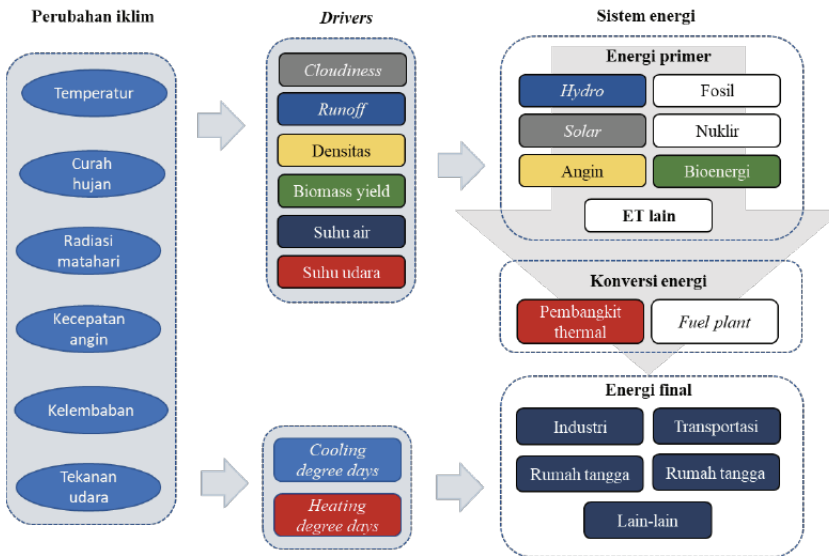 Perubahan iklim
Temperatur
Curah
hujan
Radiasi
matahari
Kecepatan
angin
Kelembaban
Tekanan
udara
Drivers
Cloudiness
Runoff
Densitas
Biomass yield
Suhu air
Suhu udara
Cooling
degree days
Heating
degree days
Sistem energi
Energi primer
Hydro
Fosil
Solar
Nuklir
Angin
Bioenergi
ET lain
Konversi energi
Pembangkit
thermal
Fuel plant
Energi final
Industri
Transportasi
Rumah tangga
Rumah tangga
Lain-lain